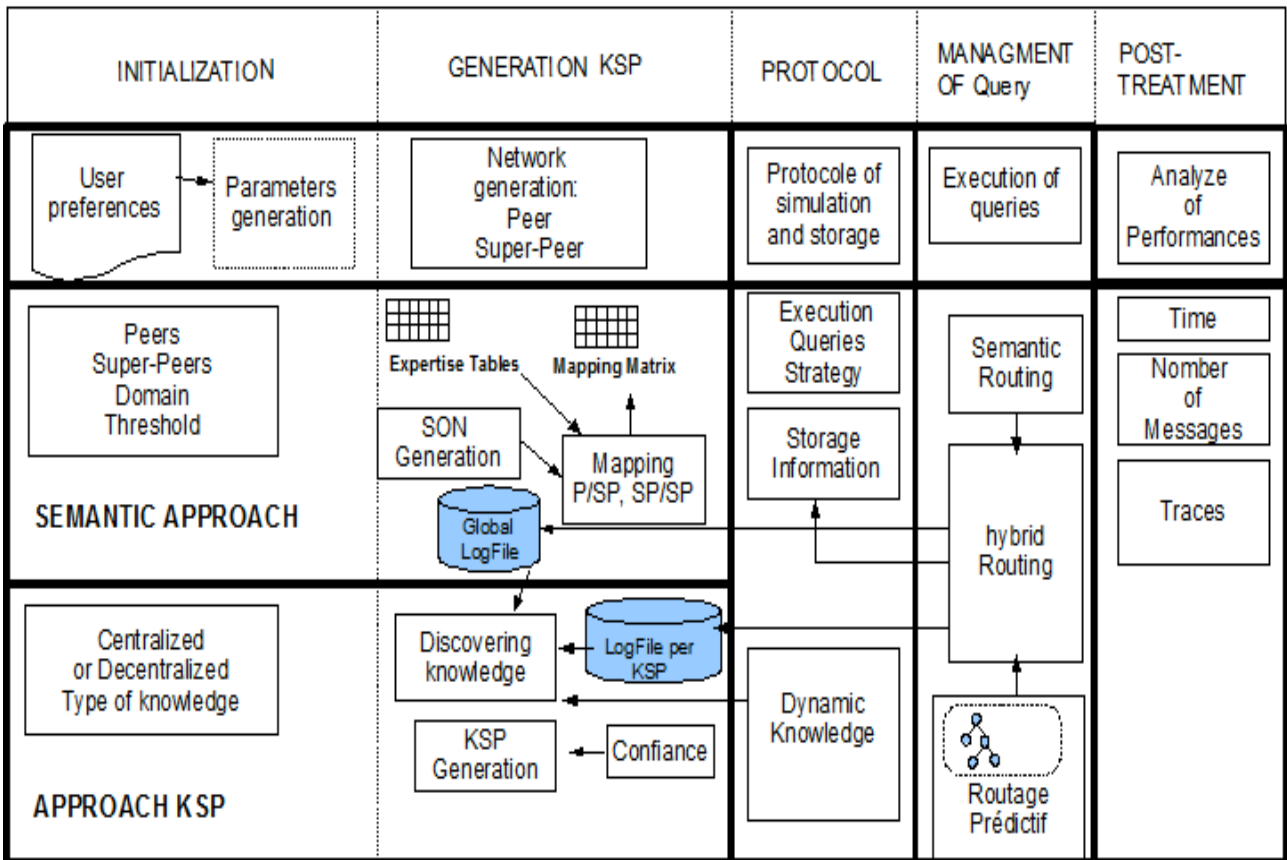 INITIALIZATION
GENERATION KSP
PROTOCOL
MANAGMENT
OF Query
POST-
TREATMENT
User
preferences
Parameters
generation
Network
generation:
Peer
Super-Peer
Protocole of
simulation
and storage
Execution of
queries
Analyze
of
Performances
Peers
Super-Peers
Domain
Threshold
SEMANTIC APPROACH
Expertise Tables
Mapping Matrix
SON
Generation
Mapping
P/SP, SP/SP
Global
LogFile
Execution
Queries
Strategy
Storage
Information
Semantic
Routing
hybrid
Routing
Time
Nomber
of
Messages
Traces
Centralized
or Decentralized
Type of knowledge
APPROACH KSP
Discovering
knowledge
LogFile per
KSP
KSP
Generation
Confiance
Dynamic
Knowledge
Routage
Prédictif